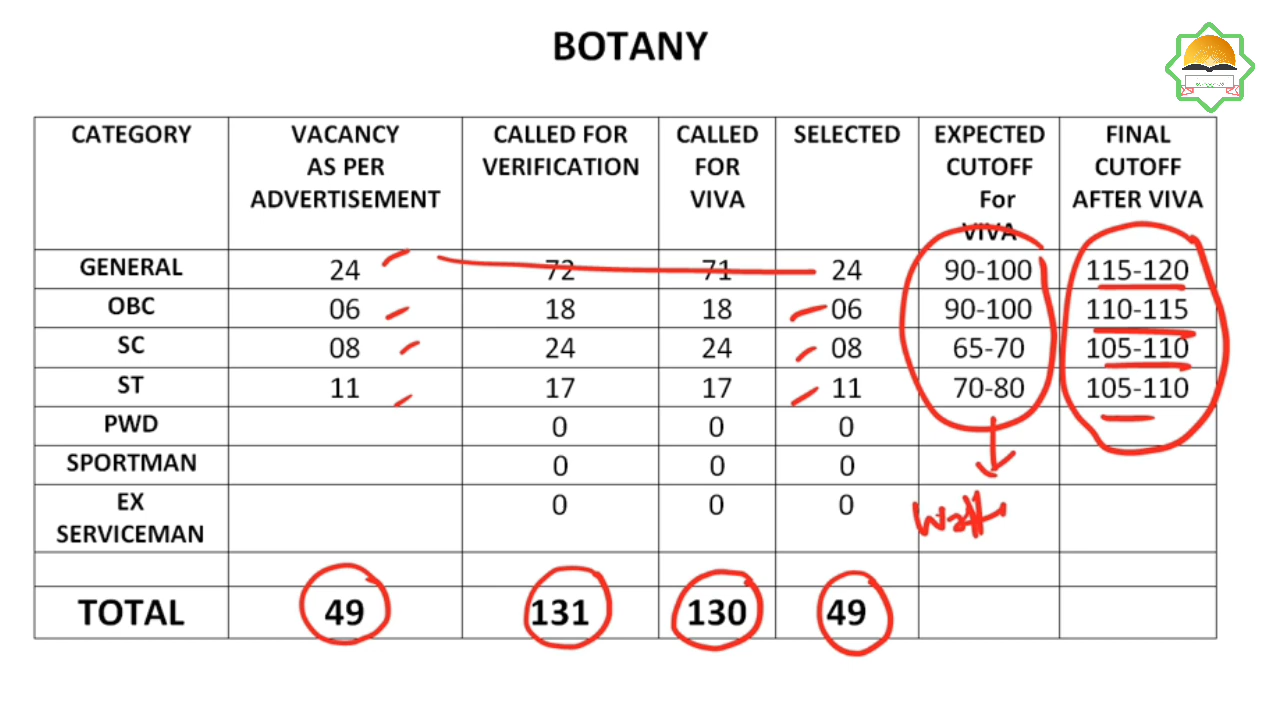 BOTANY
CATEGORY VACANCY AS PER ADVERTISEMENT CALLED FOR VERIFICATION CALLED FOR VIVA SELECTED EXPECTED CUTOFF For VIVA FINAL CUTOFF AFTER VIVA
GENERAL 24 72 71 24 90-100 115-120
OBC 06 18 18 06 90-100 110-115
SC 08 24 24 08 65-70 105-110
ST 11 17 17 11 70-80 105-110
PWD 0 0 0
SPORTMAN 0 0 0
EX SERVICEMAN 0 0 0
TOTAL 49 131 130 49